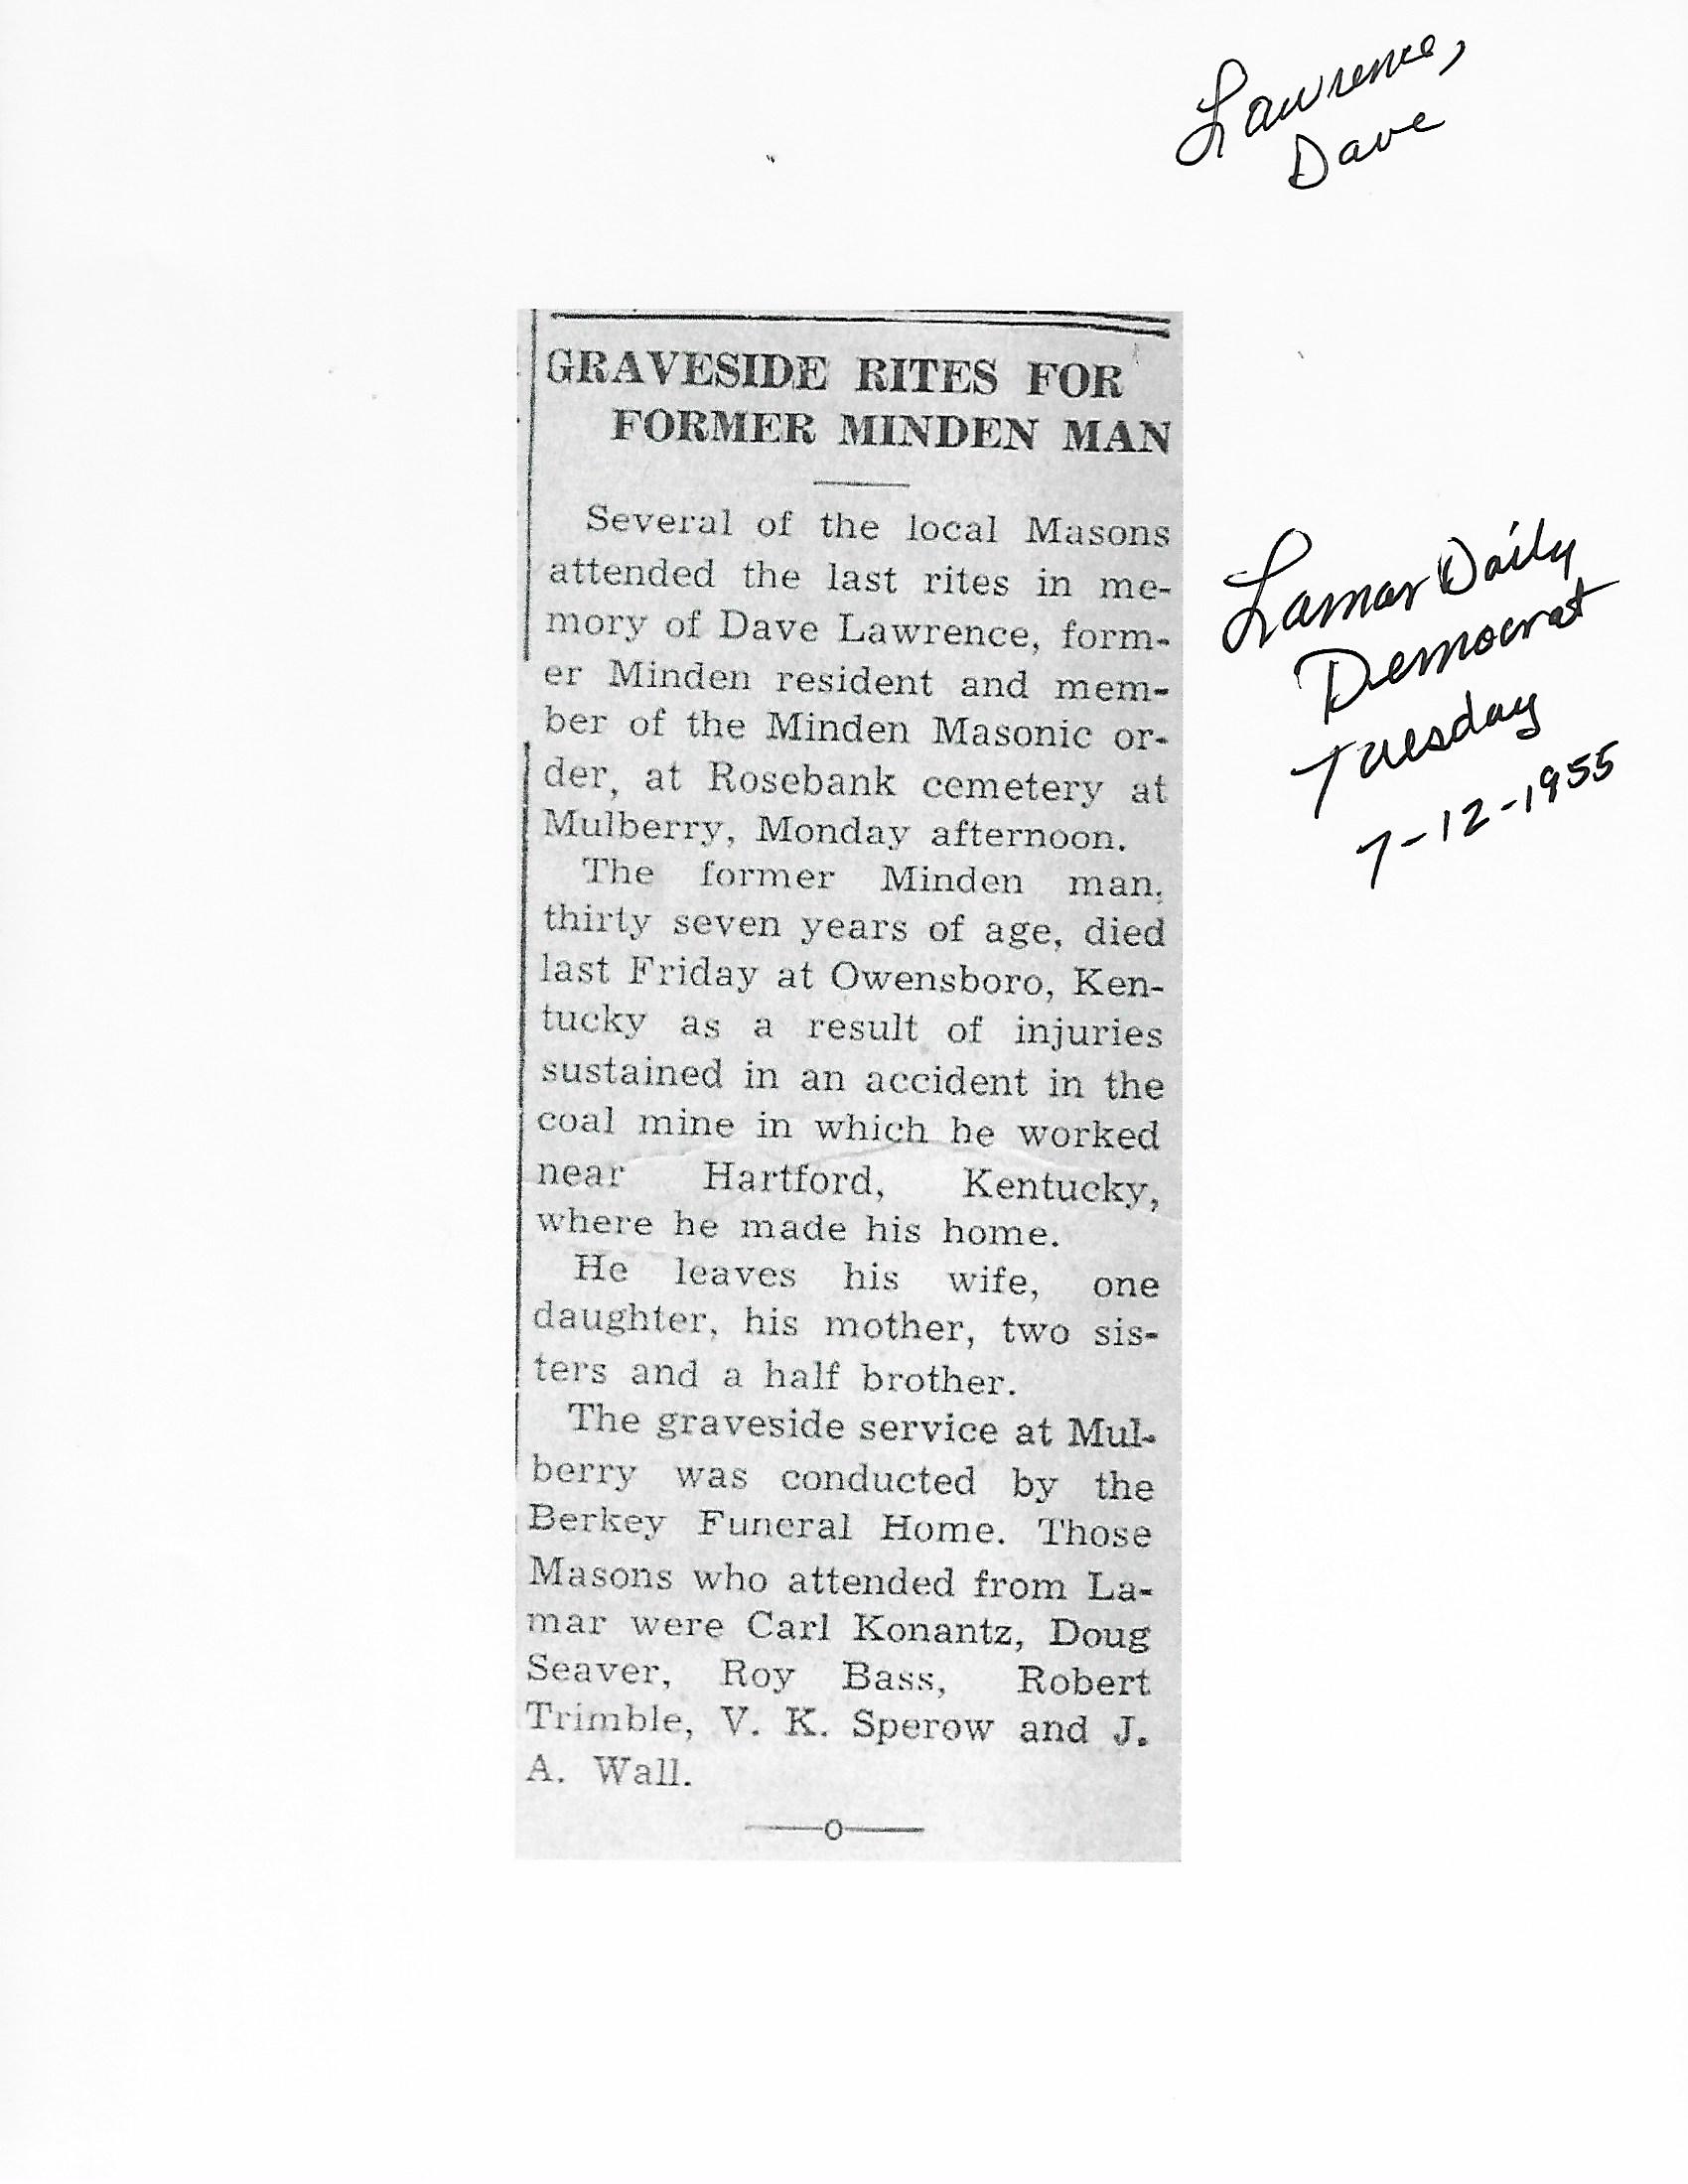 Lawrence,
Dave
GRAVESIDE RITES FOR
FORMER MINDEN MAN
Several of the local Masons
attended the last rites in me-
mory of Dave Lawrence, form-
er Minden resident and mem-
ber of the Minden Masonic or-
der, at Rosebank cemetery at
Mulberry, Monday afternoon.
The former Minden man,
thirty seven years of age, died
last Friday at Owensboro, Ken-
tucky as a result of injuries
sustained in an accident in the
coal mine in which he worked
near Hartford, Kentucky,
where he made his home.
He leaves his wife, one
daughter, his mother, two sis-
ters and a half brother.
The graveside service at Mul-
berry was conducted by the
Berkey Funeral Home. Those
Masons who attended from La-
mar were Carl Konantz, Doug
Seaver, Roy Bass, Robert
Trimble, V. K. Sperow and J.
A. Wall.
Lamar Daily
Democrat
Tuesday
7-12-1955